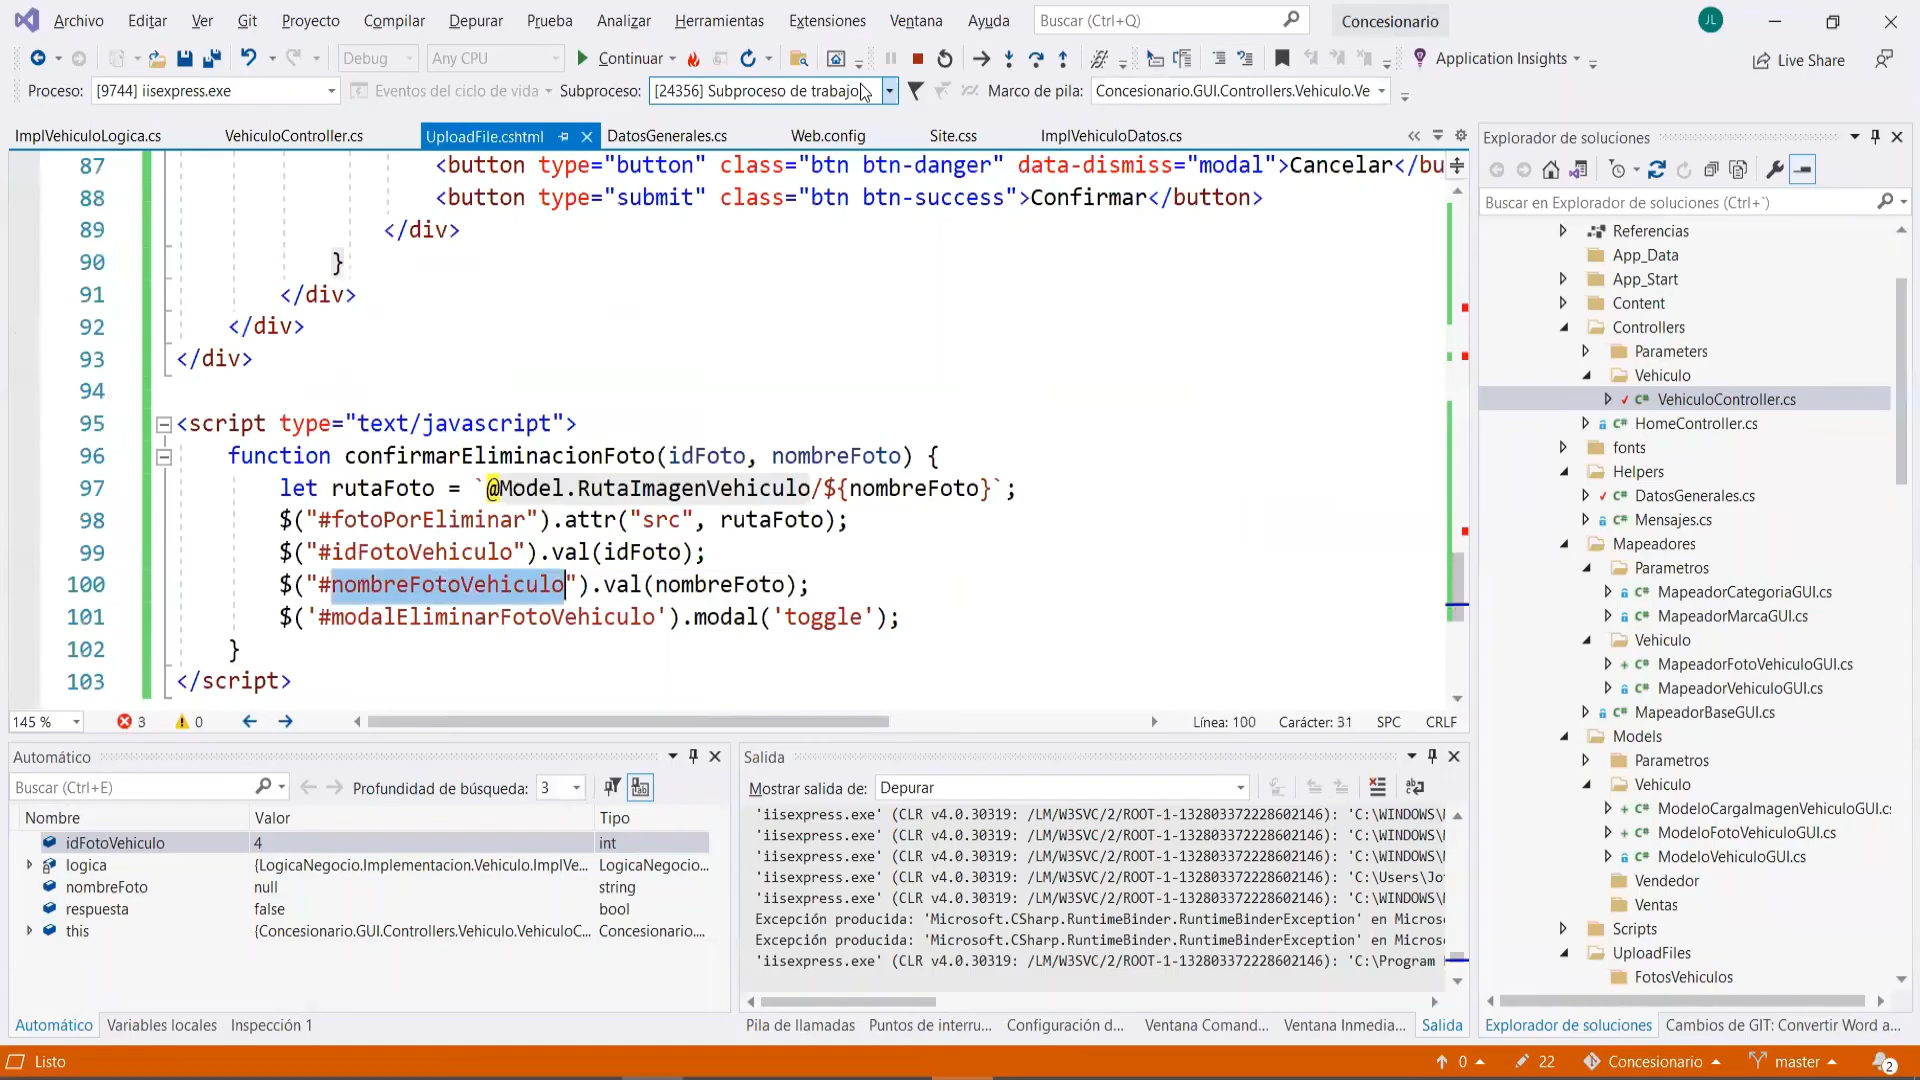 Archivo Editar Ver Git Proyecto Compilar Depurar Prueba Analizar Herramientas Extensiones Ventana Ayuda Buscar (Ctrl+Q) Concesionario JL
Debug Any CPU Continuar Application Insights Live Share
Proceso: [9744] iisexpress.exe Eventos del ciclo de vida Subproceso: [24356] Subproceso de trabajo Marco de pila: Concesionario.GUI.Controllers.Vehiculo.Ve
ImplVehiculoLogica.cs VehiculoController.cs UploadFile.cshtml DatosGenerales.cs Web.config Site.css ImplVehiculoDatos.cs
87 <button type="button" class="btn btn-danger" data-dismiss="modal">Cancelar</bu
88 <button type="submit" class="btn btn-success">Confirmar</button>
89 </div>
90 }
91 </div>
92 </div>
93 </div>
94
95 <script type="text/javascript">
96 function confirmarEliminacionFoto(idFoto, nombreFoto) {
97 let rutaFoto = `@Model.RutaImagenVehiculo/${nombreFoto}`;
98 $("#fotoPorEliminar").attr("src", rutaFoto);
99 $("#idFotoVehiculo").val(idFoto);
100 $("#nombreFotoVehiculo").val(nombreFoto);
101 $('#modalEliminarFotoVehiculo').modal('toggle');
102 }
103 </script>
145 % 3 0 Línea: 100 Carácter: 31 SPC CRLF
Automático
Buscar (Ctrl+E) Profundidad de búsqueda: 3
Nombre Valor Tipo
idFotoVehiculo 4 int
logica {LogicaNegocio.Implementacion.Vehiculo.ImplVe... LogicaNegocio...
nombreFoto null string
respuesta false bool
this {Concesionario.GUI.Controllers.Vehiculo.VehiculoC... Concesionario....
Automático Variables locales Inspección 1
Salida
Mostrar salida de: Depurar
'iisexpress.exe' (CLR v4.0.30319: /LM/W3SVC/2/ROOT-1-132803372228602146): 'C:\WINDOWS\
'iisexpress.exe' (CLR v4.0.30319: /LM/W3SVC/2/ROOT-1-132803372228602146): 'C:\WINDOWS\
'iisexpress.exe' (CLR v4.0.30319: /LM/W3SVC/2/ROOT-1-132803372228602146): 'C:\WINDOWS\
'iisexpress.exe' (CLR v4.0.30319: /LM/W3SVC/2/ROOT-1-132803372228602146): 'C:\Users\Jo
'iisexpress.exe' (CLR v4.0.30319: /LM/W3SVC/2/ROOT-1-132803372228602146): 'C:\WINDOWS\
Excepción producida: 'Microsoft.CSharp.RuntimeBinder.RuntimeBinderException' en Micros
Excepción producida: 'Microsoft.CSharp.RuntimeBinder.RuntimeBinderException' en Micros
'iisexpress.exe' (CLR v4.0.30319: /LM/W3SVC/2/ROOT-1-132803372228602146): 'C:\Program
Pila de llamadas Puntos de interru... Configuración d... Ventana Comand... Ventana Inmedia... Salida
Explorador de soluciones
Buscar en Explorador de soluciones (Ctrl+`)
Referencias
App_Data
App_Start
Content
Controllers
Parameters
Vehiculo
VehiculoController.cs
HomeController.cs
fonts
Helpers
DatosGenerales.cs
Mensajes.cs
Mapeadores
Parametros
MapeadorCategoriaGUI.cs
MapeadorMarcaGUI.cs
Vehiculo
MapeadorFotoVehiculoGUI.cs
MapeadorVehiculoGUI.cs
MapeadorBaseGUI.cs
Models
Parametros
Vehiculo
ModeloCargaImagenVehiculoGUI.cs
ModeloFotoVehiculoGUI.cs
ModeloVehiculoGUI.cs
Vendedor
Ventas
Scripts
UploadFiles
FotosVehiculos
Explorador de soluciones Cambios de GIT: Convertir Word a...
Listo 0 22 Concesionario master 2